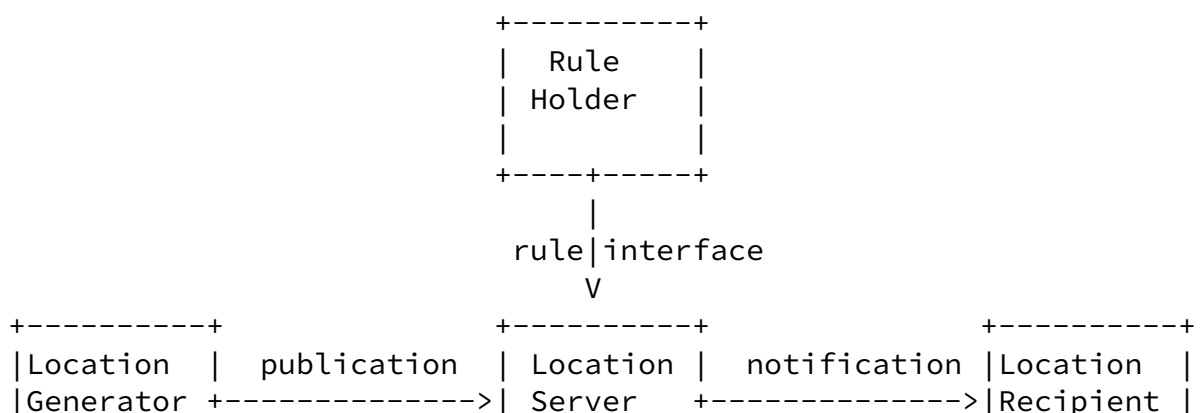 +----------+
|  Rule    |
| Holder   |
|          |
+----+-----+
|
rule|interface
V
+----------+               +----------+               +----------+
|Location  |  publication  | Location |  notification |Location  |
|Generator +-------------->| Server   +-------------->|Recipient |